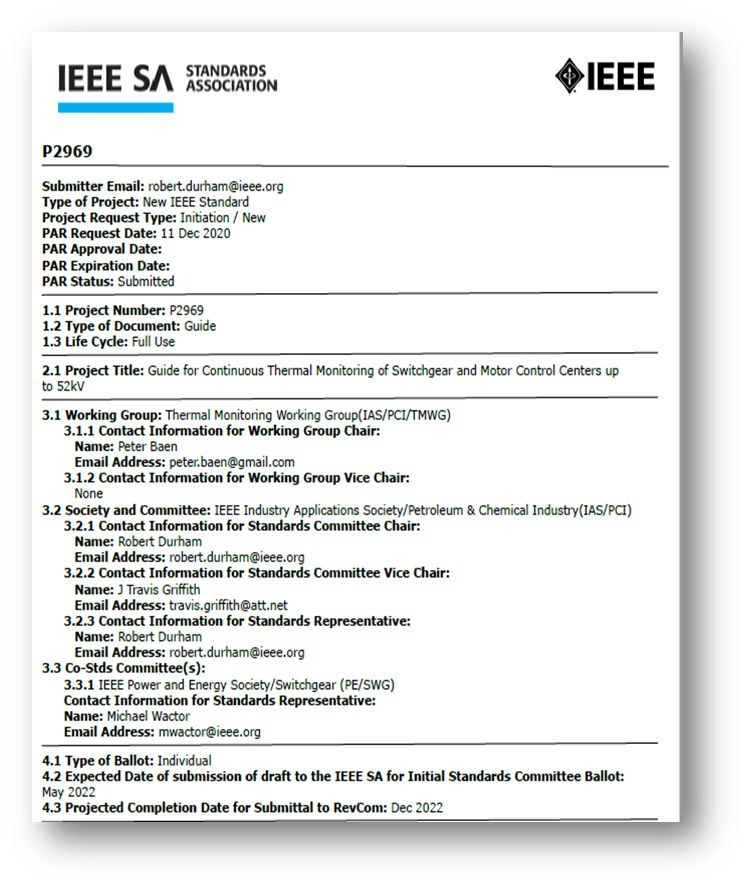 IEEE SA STANDARDS ASSOCIATION
IEEE
P2969
Submitter Email: robert.durham@ieee.org
Type of Project: New IEEE Standard
Project Request Type: Initiation / New
PAR Request Date: 11 Dec 2020
PAR Approval Date:
PAR Expiration Date:
PAR Status: Submitted
1.1 Project Number: P2969
1.2 Type of Document: Guide
1.3 Life Cycle: Full Use
2.1 Project Title: Guide for Continuous Thermal Monitoring of Switchgear and Motor Control Centers up
to 52kV
3.1 Working Group: Thermal Monitoring Working Group(IAS/PCI/TMWG)
3.1.1 Contact Information for Working Group Chair:
Name: Peter Baen
Email Address: peter.baen@gmail.com
3.1.2 Contact Information for Working Group Vice Chair:
None
3.2 Society and Committee: IEEE Industry Applications Society/Petroleum & Chemical Industry(IAS/PCI)
3.2.1 Contact Information for Standards Committee Chair:
Name: Robert Durham
Email Address: robert.durham@ieee.org
3.2.2 Contact Information for Standards Committee Vice Chair:
Name: J Travis Griffith
Email Address: travis.griffith@att.net
3.2.3 Contact Information for Standards Representative:
Name: Robert Durham
Email Address: robert.durham@ieee.org
3.3 Co-Stds Committee(s):
3.3.1 IEEE Power and Energy Society/Switchgear (PE/SWG)
Contact Information for Standards Representative:
Name: Michael Wactor
Email Address: mwactor@ieee.org
4.1 Type of Ballot: Individual
4.2 Expected Date of submission of draft to the IEEE SA for Initial Standards Committee Ballot:
May 2022
4.3 Projected Completion Date for Submittal to RevCom: Dec 2022